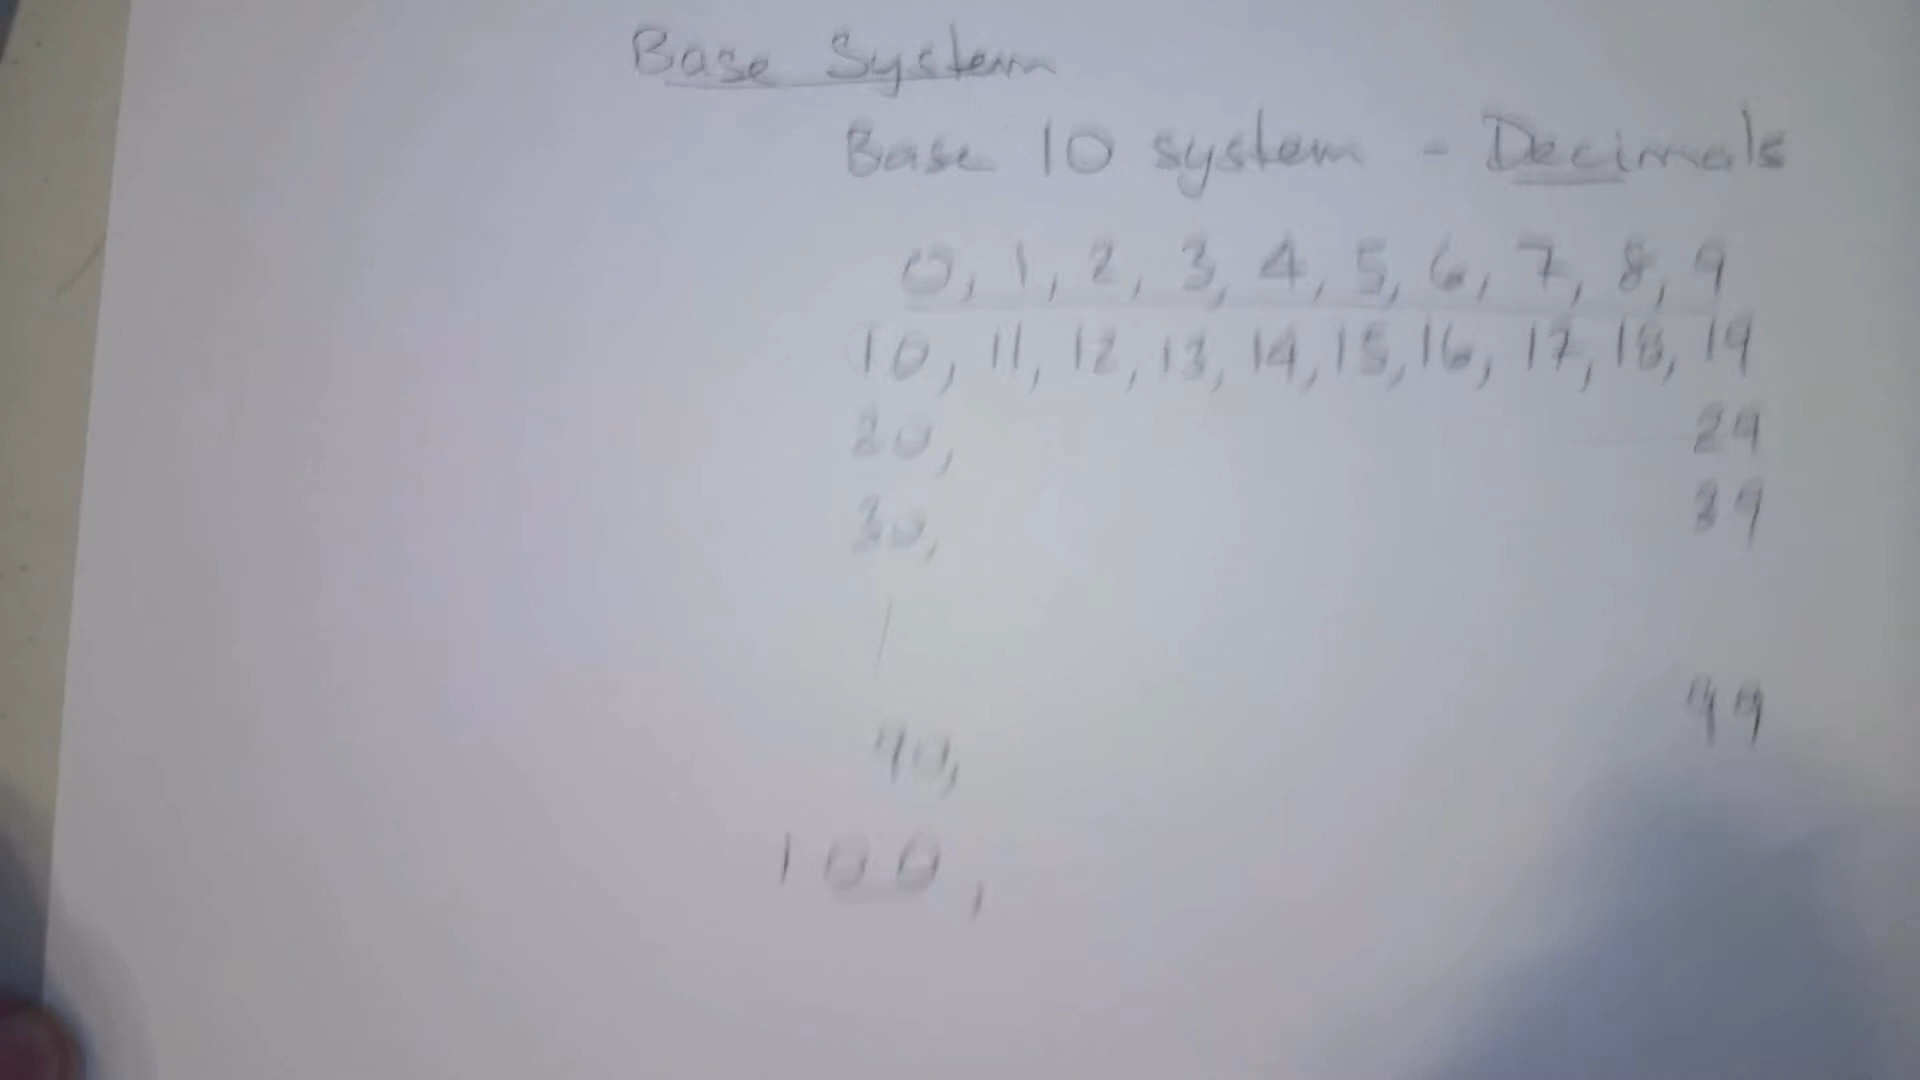 Base System
Base 10 system - Decimals
0, 1, 2, 3, 4, 5, 6, 7, 8, 9
10, 11, 12, 13, 14, 15, 16, 17, 18, 19
20, 29
30, 39
99
90,
100,